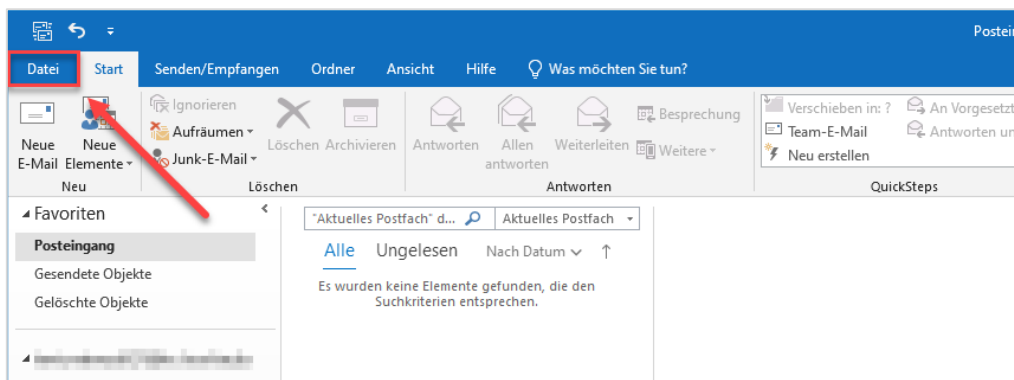 Postei
Datei Start Senden/Empfangen Ordner Ansicht Hilfe Was möchten Sie tun?
Neue E-Mail
Neue Elemente
Ignorieren
Aufräumen
Junk-E-Mail
Löschen Archivieren
Antworten
Allen antworten
Weiterleiten
Besprechung
Weitere
Verschieben in: ?
Team-E-Mail
Neu erstellen
An Vorgesetzt
Antworten un
Neu Löschen Antworten QuickSteps
Favoriten
Posteingang
Gesendete Objekte
Gelöschte Objekte
"Aktuelles Postfach" d... Aktuelles Postfach
Alle Ungelesen Nach Datum
Es wurden keine Elemente gefunden, die den
Suchkriterien entsprechen.